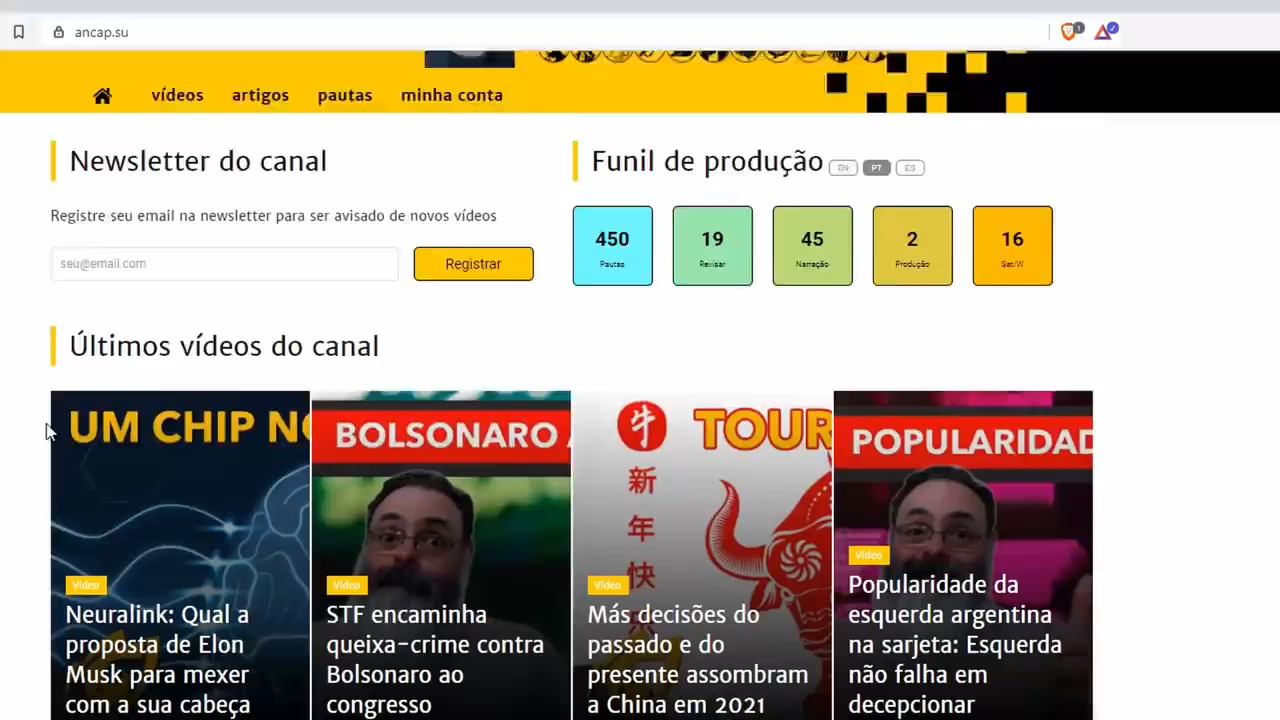 ancap.su
vídeos artigos pautas minha conta
Newsletter do canal
Registre seu email na newsletter para ser avisado de novos vídeos
seu@email.com Registrar
Funil de produção EN PT ES
450 19 45 2 16
Pautas Revisar Narração Produção Sat/W
Últimos vídeos do canal
UM CHIP NO
Vídeo
Neuralink: Qual a
proposta de Elon
Musk para mexer
com a sua cabeça
BOLSONARO
Vídeo
STF encaminha
queixa-crime contra
Bolsonaro ao
congresso
牛
TOUR
新
年
快
乐
Vídeo
Más decisões do
passado e do
presente assombram
a China em 2021
POPULARIDAD
Vídeo
Popularidade da
esquerda argentina
na sarjeta: Esquerda
não falha em
decepcionar